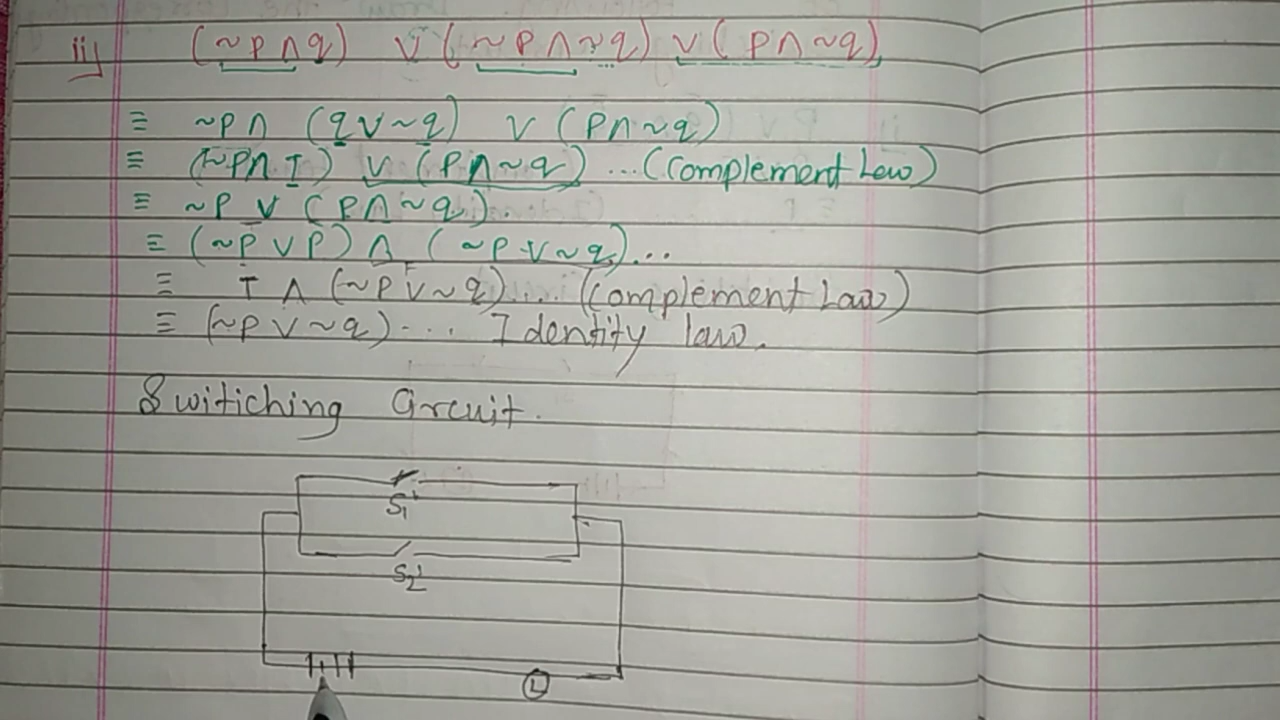 ii) (~p∧q) ∨ (~p∧~q) ∨ (p∧~q)
≡ ~p∧ (q∨~q) ∨ (p∧~q)
≡ (~p∧T) ∨ (p∧~q) ...(Complement Law)
≡ ~p ∨ (p∧~q).
≡ (~p∨p) ∧ (~p∨~q)...
≡ T ∧ (~p∨~q)... (Complement Law)
≡ (~p∨~q).... Identity law.
Switiching Circuit.
S₁'
S₂'
L